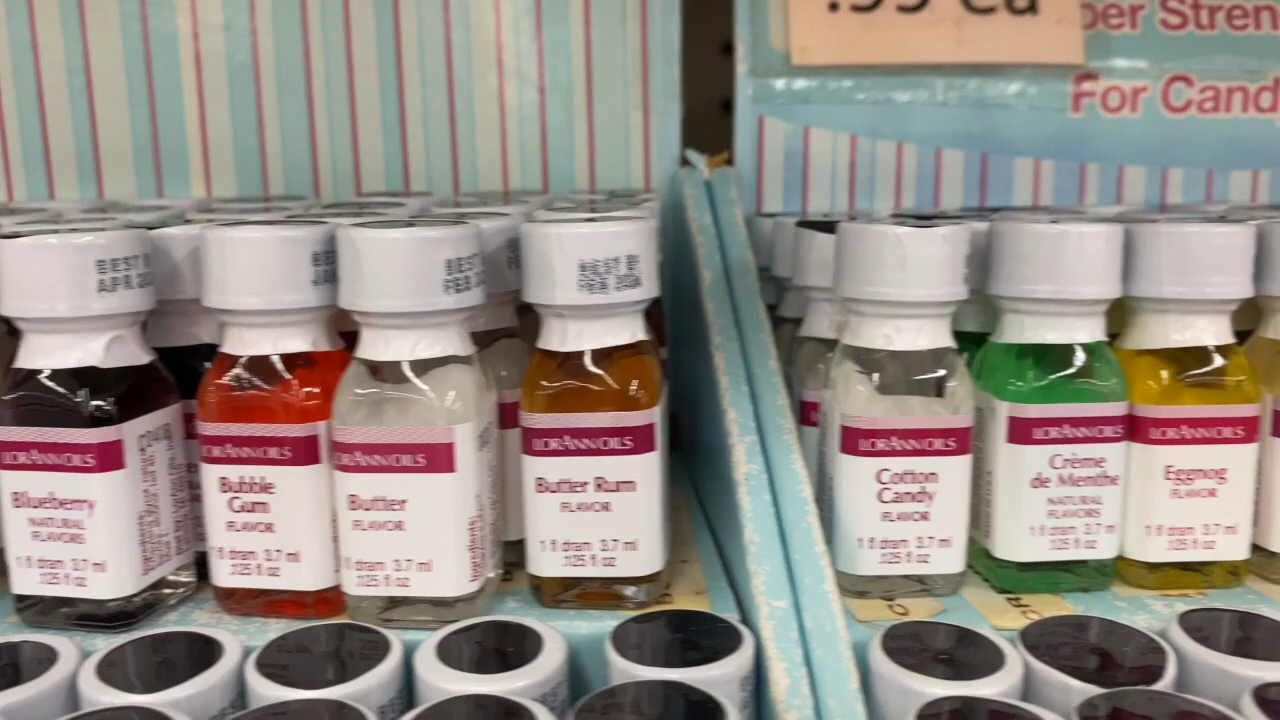 .99 ea
per Stren
For Cand
BEST
LORANN OILS
Blueberry
NATURAL
FLAVORS
1 fl dram 3.7 ml
.125 fl oz
LORANN OILS
Bubble
Gum
FLAVOR
1 fl dram 3.7 ml
.125 fl oz
LORANN OILS
Butter
FLAVOR
1 fl dram 3.7 ml
.125 fl oz
LORANN OILS
Butter Rum
FLAVOR
1 fl dram 3.7 ml
.125 fl oz
LORANN OILS
Cotton
Candy
FLAVOR
1 fl dram 3.7 ml
.125 fl oz
LORANN OILS
Crème
de Menthe
NATURAL
FLAVORS
1 fl dram 3.7 m
.125 fl oz
LORANN OILS
Eggnog
FLAVOR
1 fl dram 3.7 ml
.125 fl oz